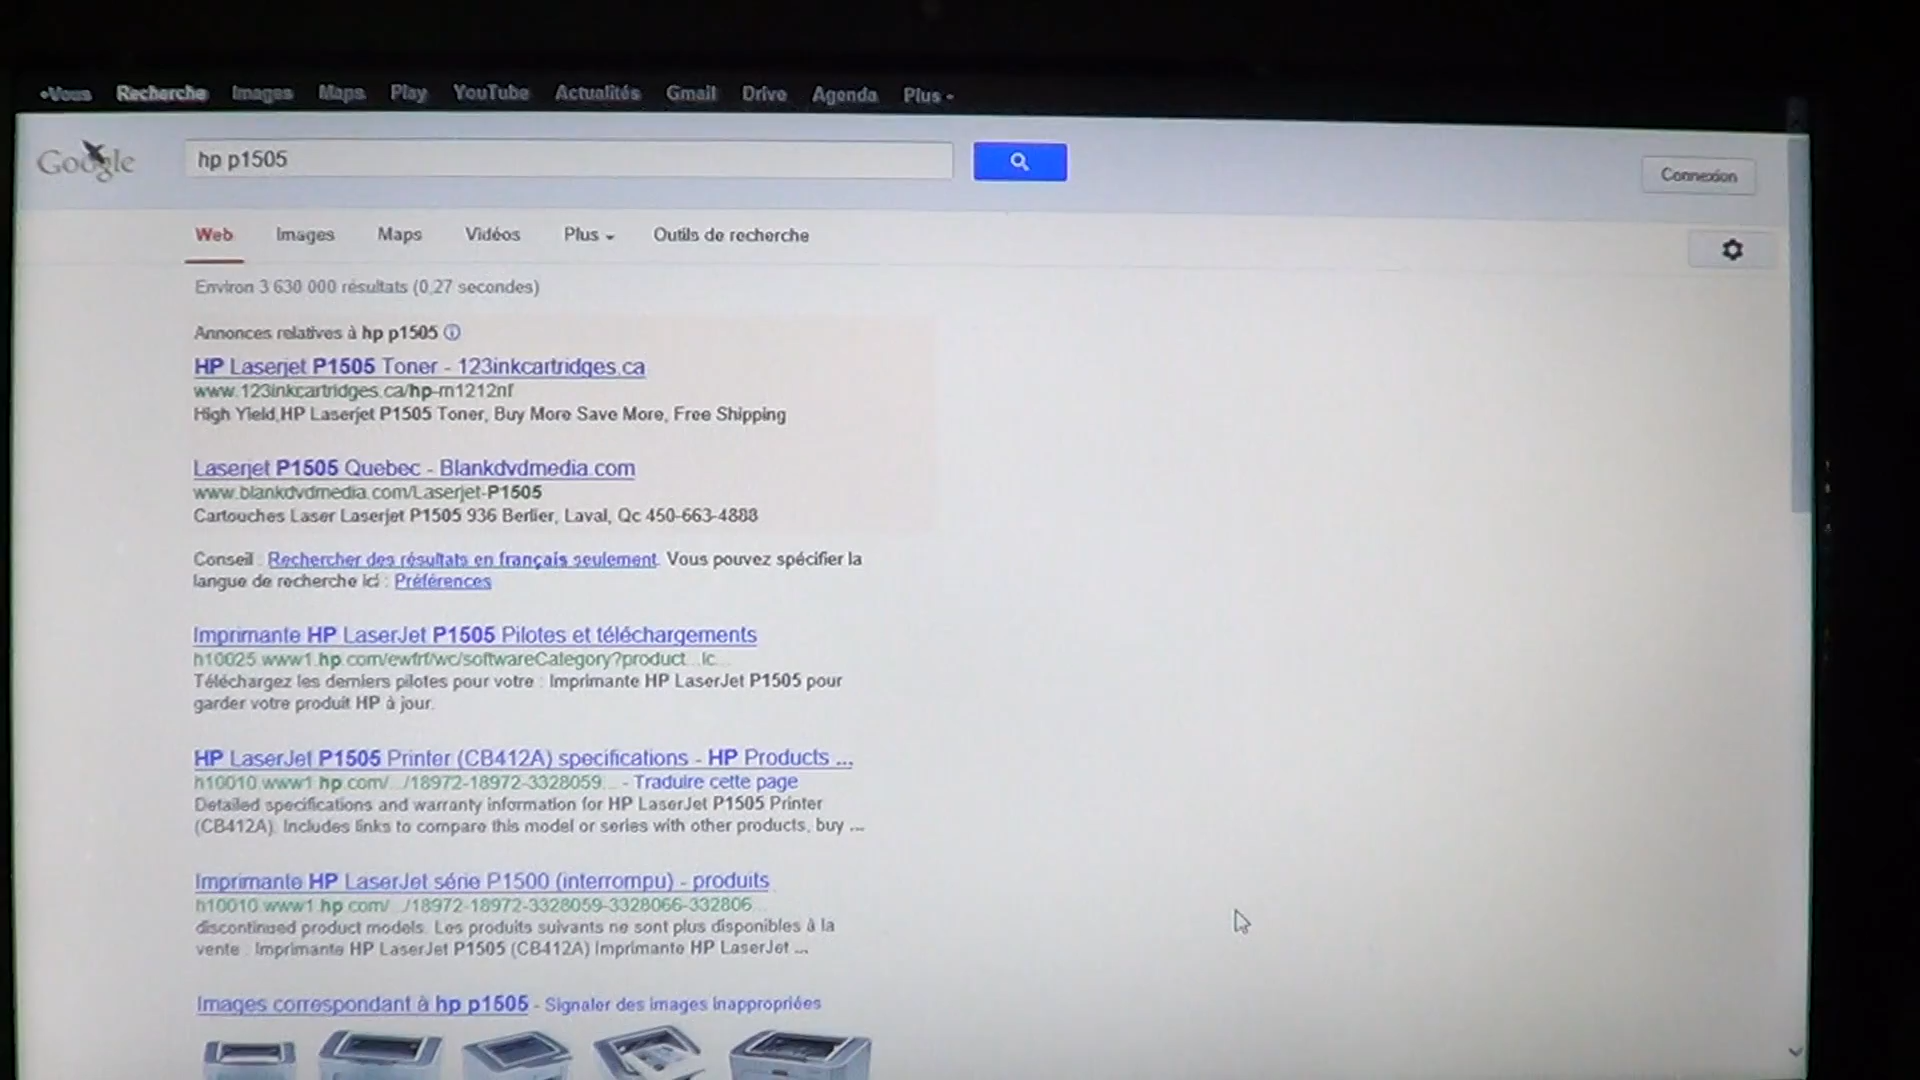 +Vous Recherche Images Maps Play YouTube Actualités Gmail Drive Agenda Plus
Google hp p1505
Connexion
Web Images Maps Vidéos Plus Outils de recherche
Environ 3 630 000 résultats (0,27 secondes)
Annonces relatives à hp p1505
HP Laserjet P1505 Toner - 123inkcartridges.ca
www.123inkcartridges.ca/hp-m1212nf
High Yield,HP Laserjet P1505 Toner, Buy More Save More, Free Shipping
Laserjet P1505 Quebec - Blankdvdmedia.com
www.blankdvdmedia.com/Laserjet-P1505
Cartouches Laser Laserjet P1505 936 Berlier, Laval, Qc 450-663-4888
Conseil : Rechercher des résultats en français seulement. Vous pouvez spécifier la
langue de recherche ici : Préférences
Imprimante HP LaserJet P1505 Pilotes et téléchargements
h10025.www1.hp.com/ewfrf/wc/softwareCategory?product...lc...
Téléchargez les derniers pilotes pour votre : Imprimante HP LaserJet P1505 pour
garder votre produit HP à jour.
HP LaserJet P1505 Printer (CB412A) specifications - HP Products ...
h10010.www1.hp.com/.../18972-18972-3328059... - Traduire cette page
Detailed specifications and warranty information for HP LaserJet P1505 Printer
(CB412A). Includes links to compare this model or series with other products, buy ...
Imprimante HP LaserJet série P1500 (interrompu) - produits
h10010.www1.hp.com/.../18972-18972-3328059-3328066-332806...
discontinued product models. Les produits suivants ne sont plus disponibles à la
vente : Imprimante HP LaserJet P1505 (CB412A) Imprimante HP LaserJet ...
Images correspondant à hp p1505 - Signaler des images inappropriées